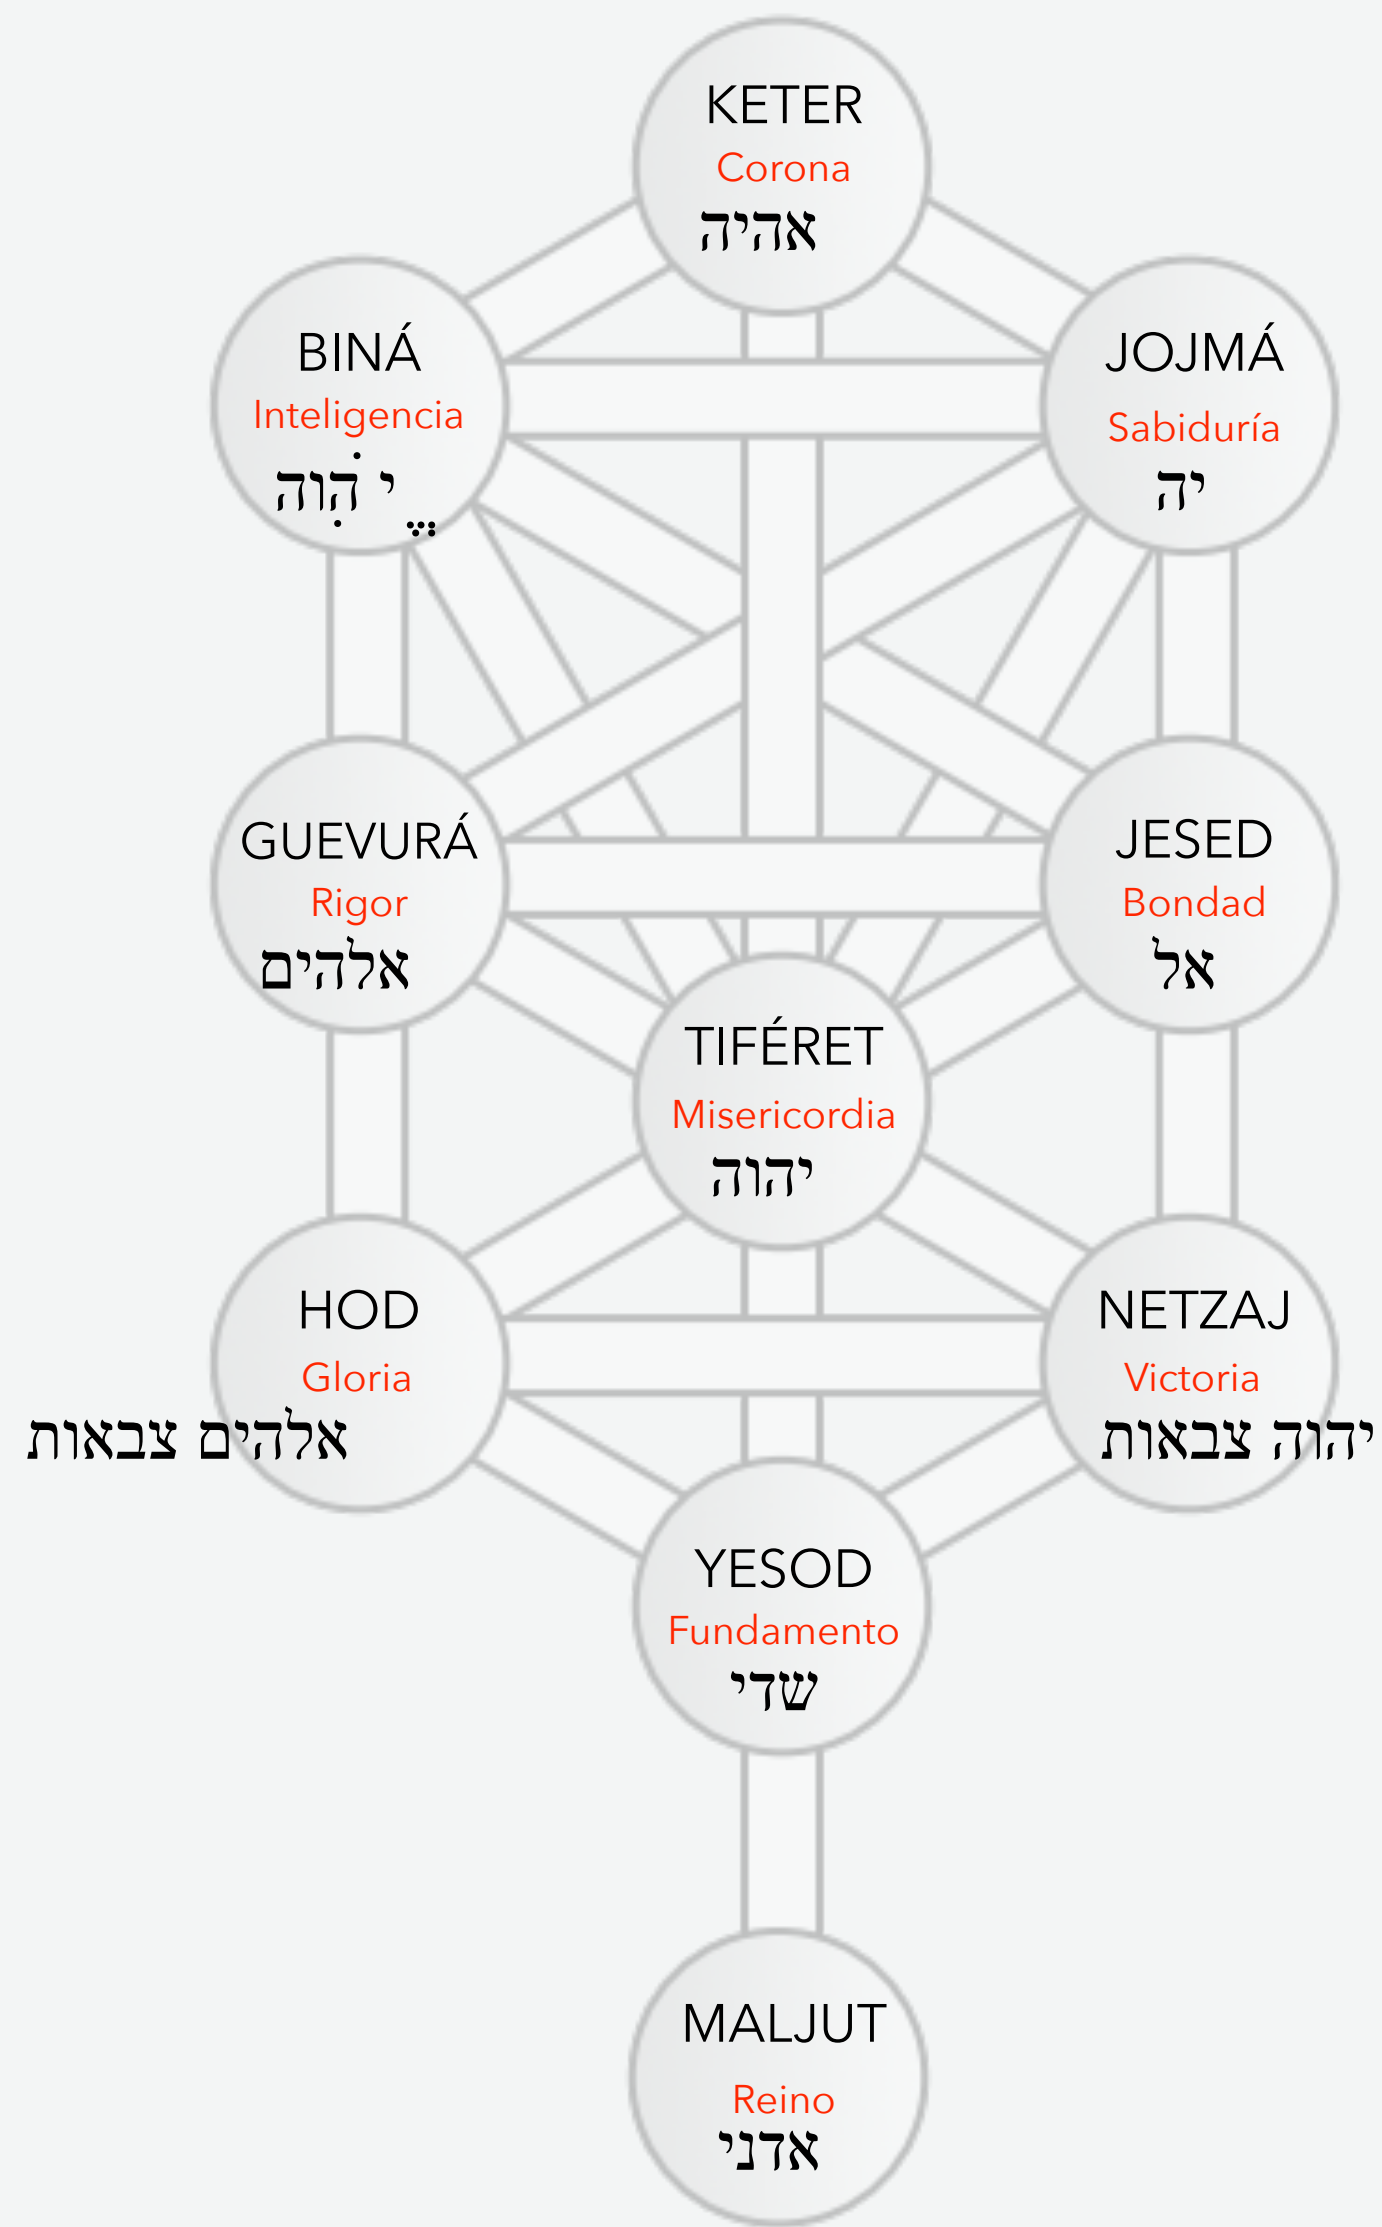 KETER
Corona
אהיה
BINÁ
Inteligencia
יֱ הֹוִה
JOJMÁ
Sabiduría
יה
GUEVURÁ
Rigor
אלהים
JESED
Bondad
אל
TIFÉRET
Misericordia
יהוה
HOD
Gloria
אלהים צבאות
NETZAJ
Victoria
יהוה צבאות
YESOD
Fundamento
שדי
MALJUT
Reino
אדני